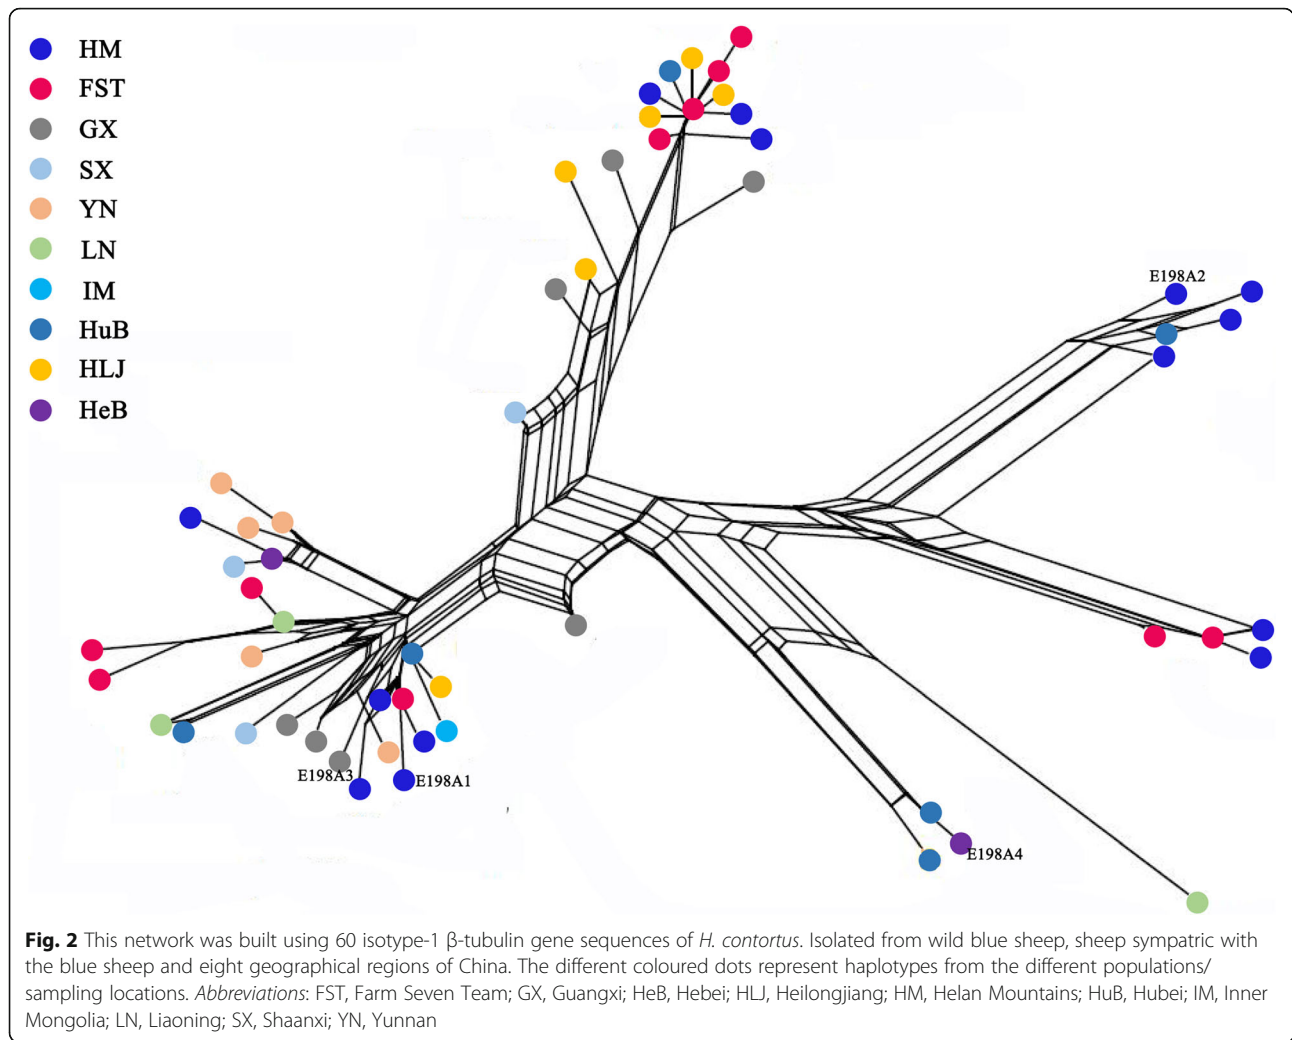 HM
FST
GX
SX
YN
LN
IM
HuB
HLJ
HeB
E198A2
E198A3
E198A1
E198A4
Fig. 2 This network was built using 60 isotype-1 β-tubulin gene sequences of H. contortus. Isolated from wild blue sheep, sheep sympatric with
the blue sheep and eight geographical regions of China. The different coloured dots represent haplotypes from the different populations/
sampling locations. Abbreviations: FST, Farm Seven Team; GX, Guangxi; HeB, Hebei; HLJ, Heilongjiang; HM, Helan Mountains; HuB, Hubei; IM, Inner
Mongolia; LN, Liaoning; SX, Shaanxi; YN, Yunnan